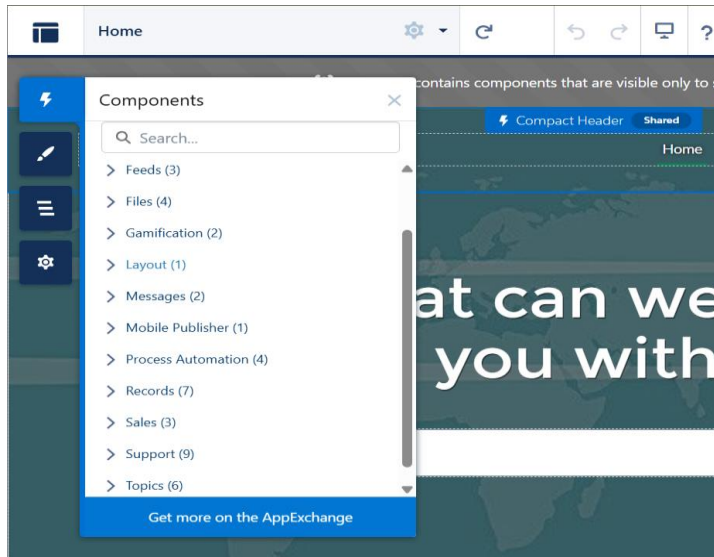 Home
?
contains components that are visible only to
Components
Search...
Feeds (3)
Files (4)
Gamification (2)
Layout (1)
Messages (2)
Mobile Publisher (1)
Process Automation (4)
Records (7)
Sales (3)
Support (9)
Topics (6)
Get more on the AppExchange
Compact Header Shared
Home
at can we
you with